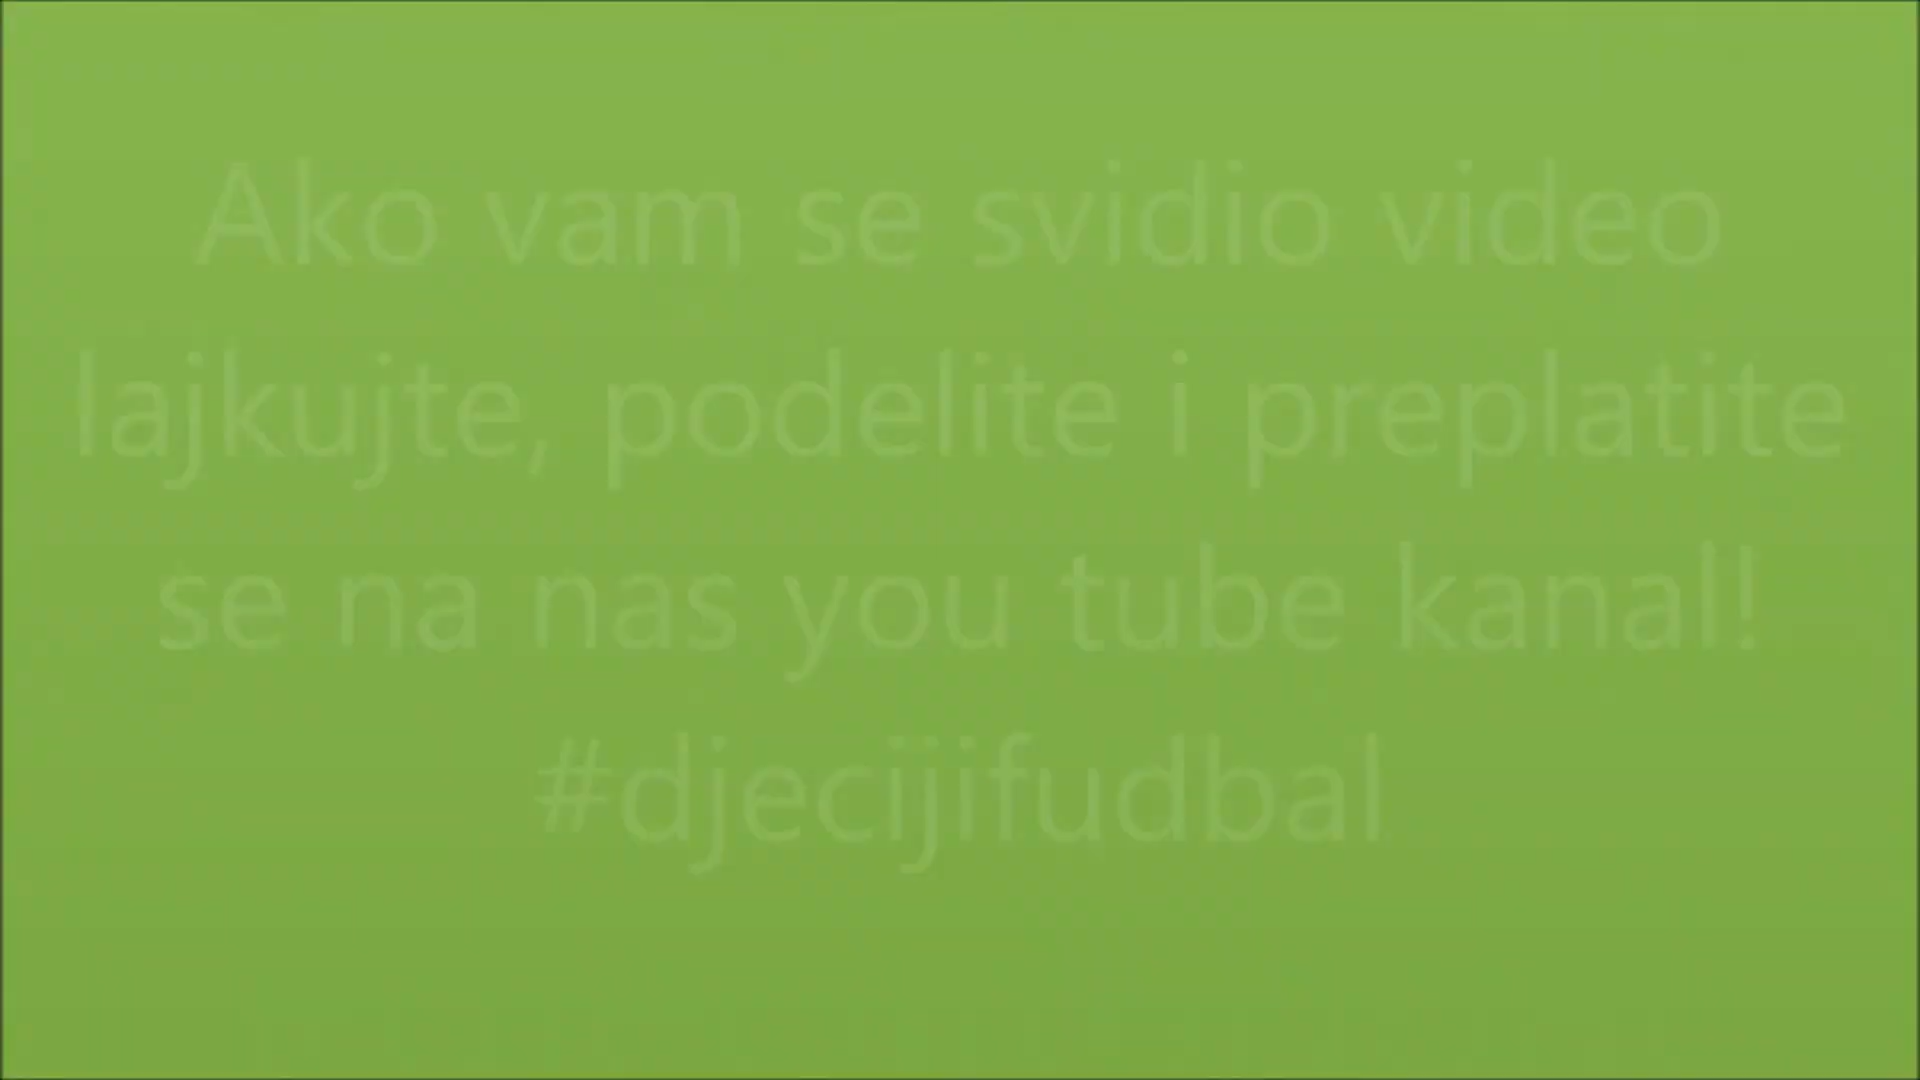 Ako vam se svidio video
lajkujte, podelite i preplatite
se na nas you tube kanal!
#djecijifudbal